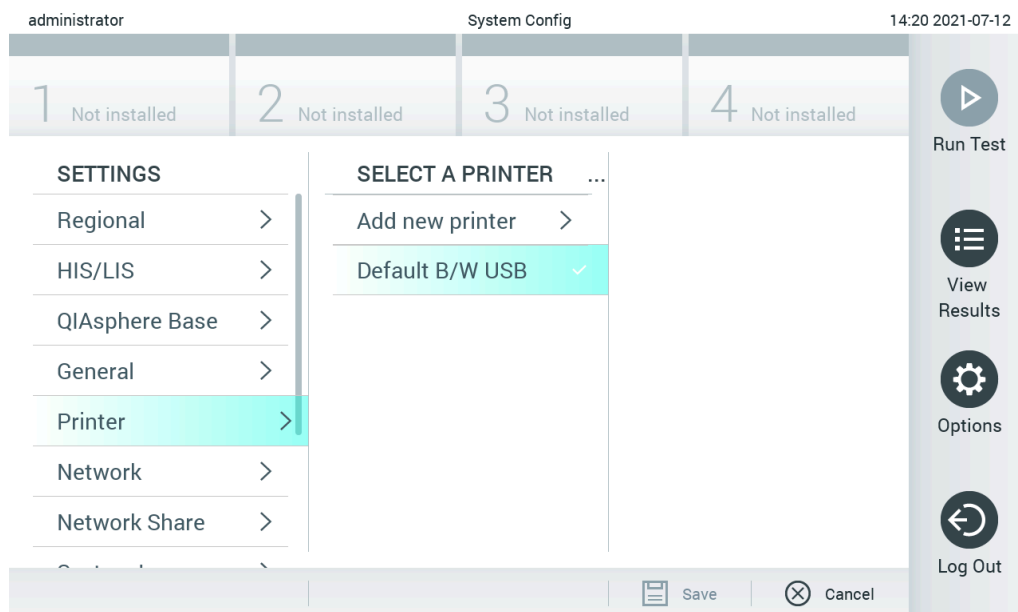 administrator System Config 14:20 2021-07-12
1 Not installed 2 Not installed 3 Not installed 4 Not installed
Run Test
SETTINGS
Regional
HIS/LIS
QIAsphere Base
General
Printer
Network
Network Share
SELECT A PRINTER ...
Add new printer
Default B/W USB
View
Results
Options
Log Out
Save Cancel